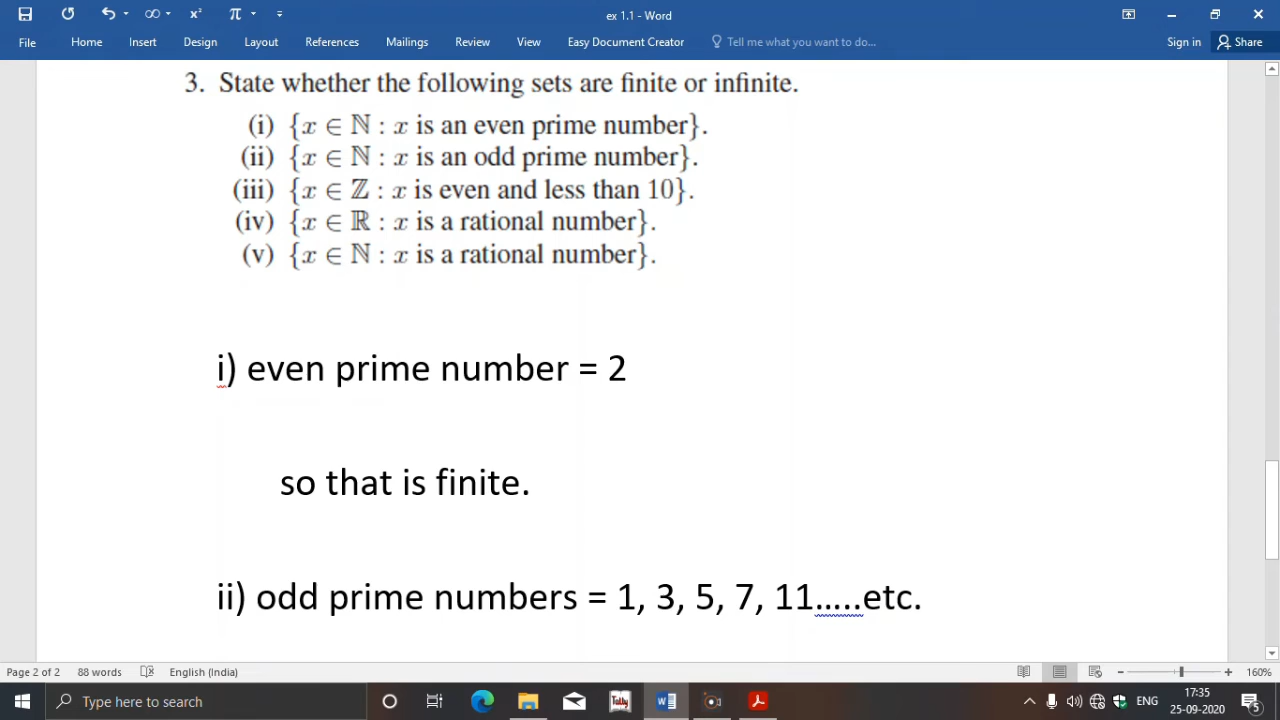 ex 1.1 - Word
File Home Insert Design Layout References Mailings Review View Easy Document Creator Tell me what you want to do... Sign in Share
3. State whether the following sets are finite or infinite.
(i) {x ∈ ℕ : x is an even prime number}.
(ii) {x ∈ ℕ : x is an odd prime number}.
(iii) {x ∈ ℤ : x is even and less than 10}.
(iv) {x ∈ ℝ : x is a rational number}.
(v) {x ∈ ℕ : x is a rational number}.
i) even prime number = 2
so that is finite.
ii) odd prime numbers = 1, 3, 5, 7, 11.....etc.
Page 2 of 2 88 words English (India) 160%
Type here to search Tally ENG 17:35
25-09-2020 5